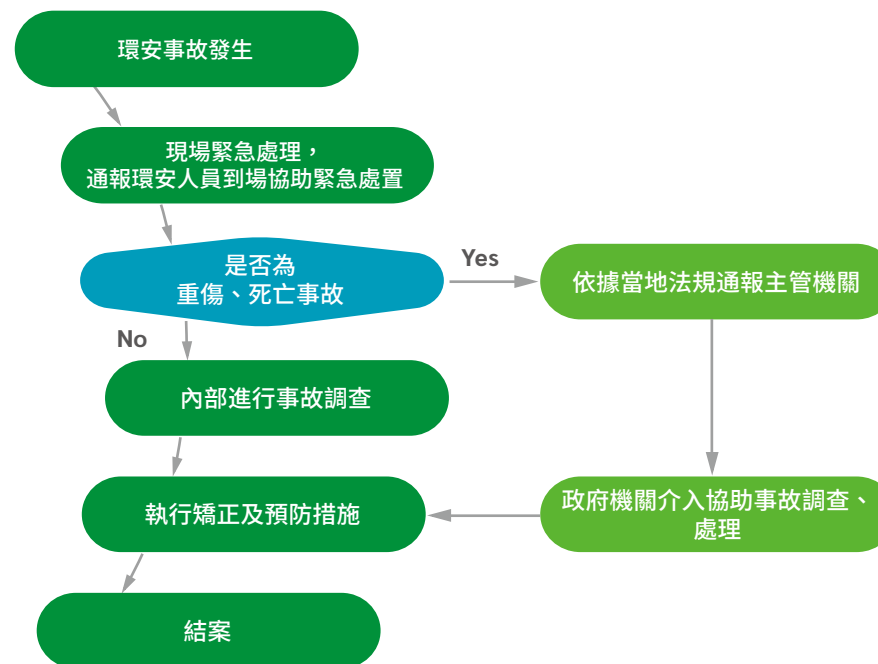 環安事故發生
現場緊急處理，
通報環安人員到場協助緊急處置
是否為
重傷、死亡事故
Yes
依據當地法規通報主管機關
No
內部進行事故調查
執行矯正及預防措施
政府機關介入協助事故調查、
處理
結案